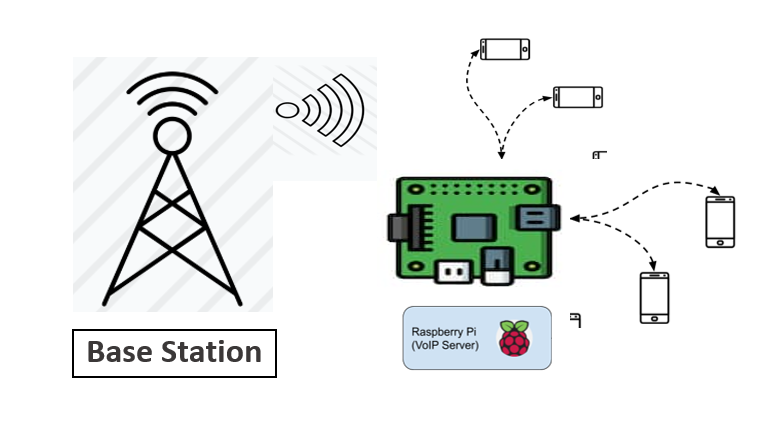 Base Station
Raspberry Pi
(VoIP Server)